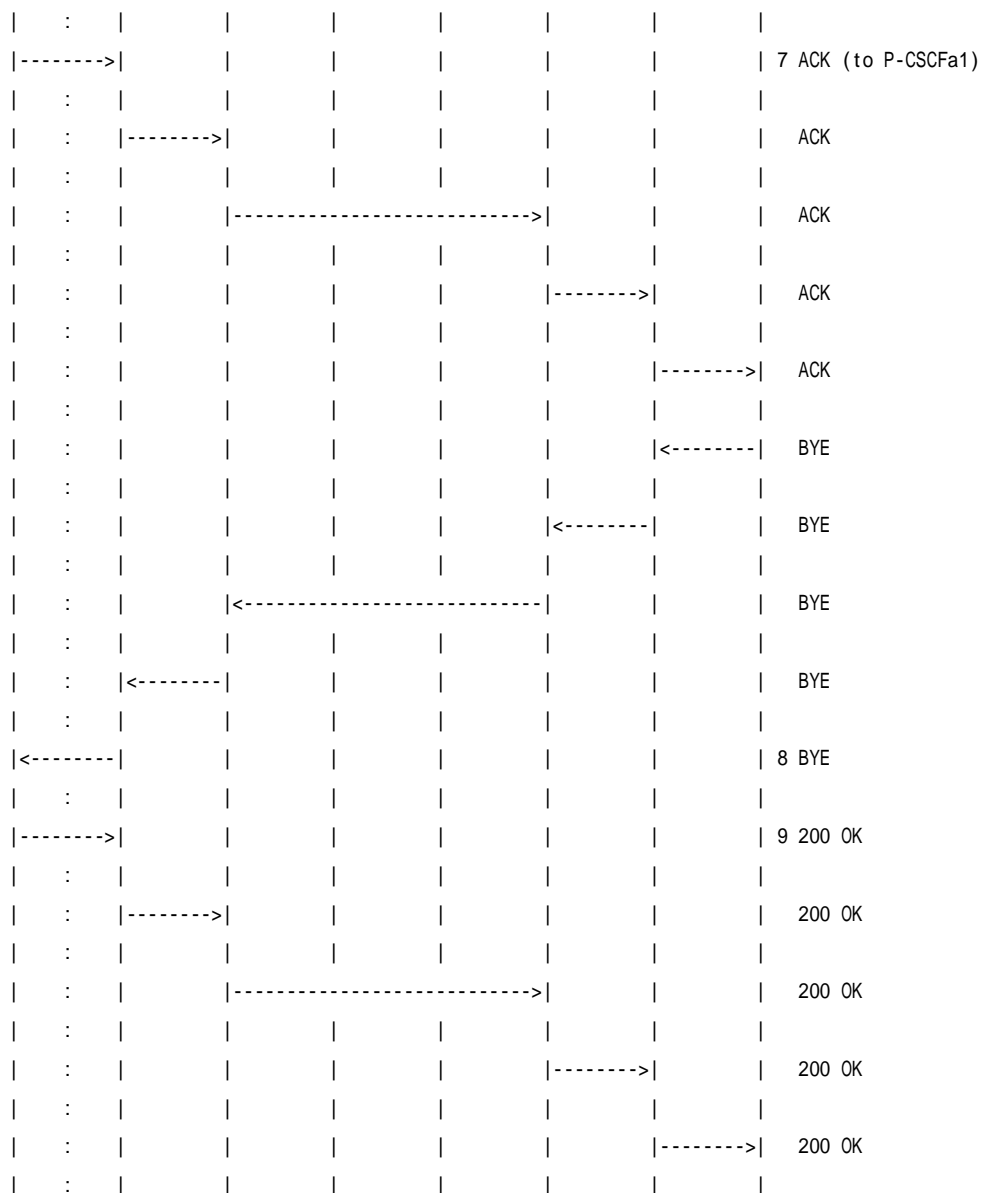 |    :    |         |         |         |         |         |         |
|-------->|         |         |         |         |         |         | 7 ACK (to P-CSCFa1)
|    :    |         |         |         |         |         |         |
|    :    |-------->|         |         |         |         |         |   ACK
|    :    |         |         |         |         |         |         |
|    :    |         |---------------------------->|         |         |   ACK
|    :    |         |         |         |         |         |         |
|    :    |         |         |         |         |-------->|         |   ACK
|    :    |         |         |         |         |         |         |
|    :    |         |         |         |         |         |-------->|   ACK
|    :    |         |         |         |         |         |         |
|    :    |         |         |         |         |         |<--------|   BYE
|    :    |         |         |         |         |         |         |
|    :    |         |         |         |         |<--------|         |   BYE
|    :    |         |         |         |         |         |         |
|    :    |         |<----------------------------|         |         |   BYE
|    :    |         |         |         |         |         |         |
|    :    |<--------|         |         |         |         |         |   BYE
|    :    |         |         |         |         |         |         |
|<--------|         |         |         |         |         |         | 8 BYE
|    :    |         |         |         |         |         |         |
|-------->|         |         |         |         |         |         | 9 200 OK
|    :    |         |         |         |         |         |         |
|    :    |-------->|         |         |         |         |         |   200 OK
|    :    |         |         |         |         |         |         |
|    :    |         |---------------------------->|         |         |   200 OK
|    :    |         |         |         |         |         |         |
|    :    |         |         |         |         |-------->|         |   200 OK
|    :    |         |         |         |         |         |         |
|    :    |         |         |         |         |         |-------->|   200 OK
|    :    |         |         |         |         |         |         |